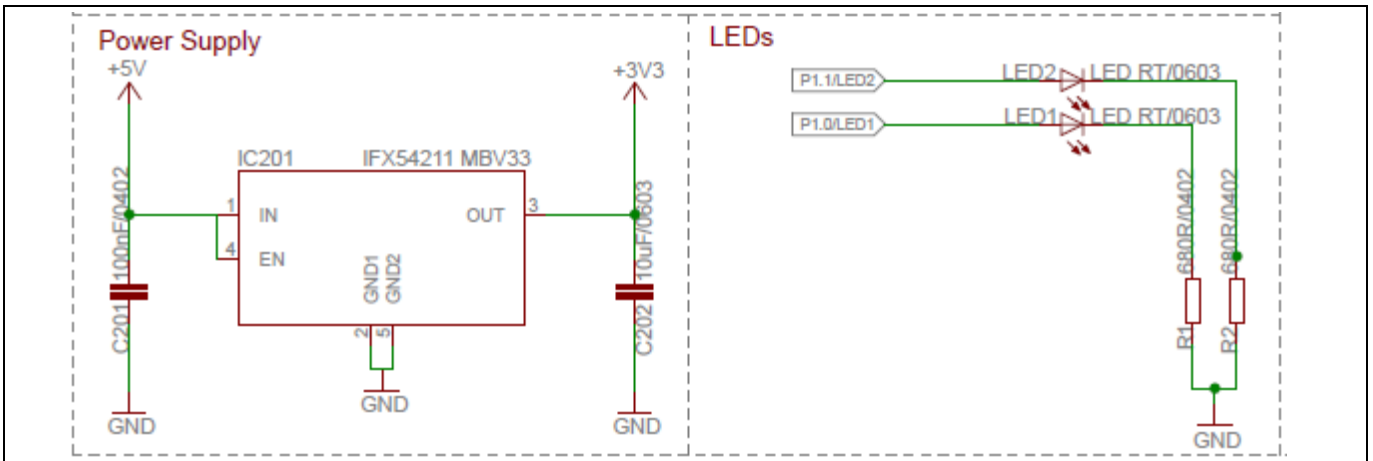 Power Supply
+5V
+3V3
IC201
IFX54211 MBV33
1
IN
OUT
3
4
EN
GND1
GND2
2
5
100nF/0402
C201
10uF/0603
C202
GND
GND
GND
LEDs
P1.1/LED2
LED2
LED RT/0603
P1.0/LED1
LED1
LED RT/0603
680R/0402
680R/0402
R1
R2
GND